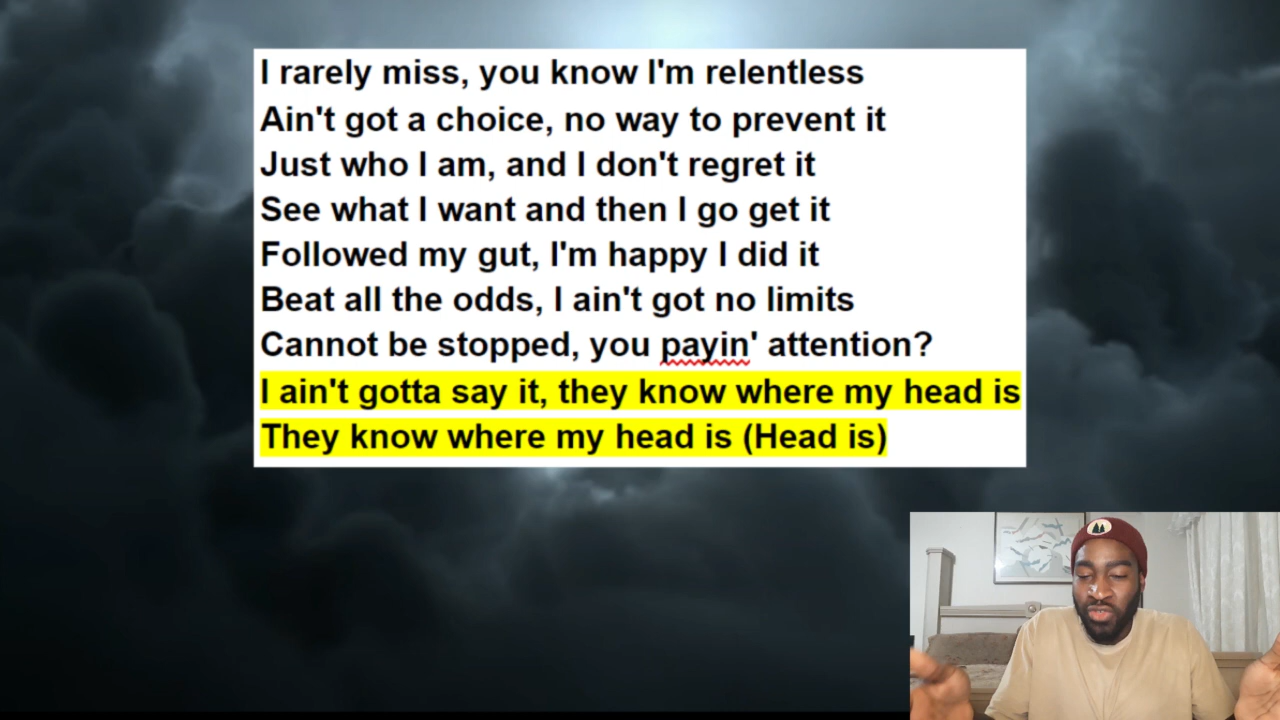 I rarely miss, you know I'm relentless
Ain't got a choice, no way to prevent it
Just who I am, and I don't regret it
See what I want and then I go get it
Followed my gut, I'm happy I did it
Beat all the odds, I ain't got no limits
Cannot be stopped, you payin' attention?
I ain't gotta say it, they know where my head is
They know where my head is (Head is)